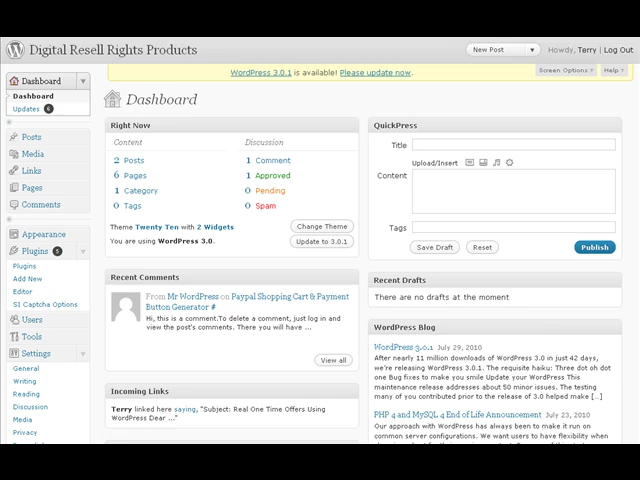 Digital Resell Rights Products
New Post
Howdy, Terry | Log Out
WordPress 3.0.1 is available! Please update now.
Screen Options
Help
Dashboard
Dashboard
Updates 6
Posts
Media
Links
Pages
Comments
Appearance
Plugins 5
Plugins
Add New
Editor
SI Captcha Options
Users
Tools
Settings
General
Writing
Reading
Discussion
Media
Privacy
Dashboard
Right Now
Content
Discussion
2 Posts
1 Comment
6 Pages
1 Approved
1 Category
0 Pending
0 Tags
0 Spam
Theme Twenty Ten with 2 Widgets
Change Theme
You are using WordPress 3.0.
Update to 3.0.1
Recent Comments
From Mr WordPress on Paypal Shopping Cart & Payment
Button Generator #
Hi, this is a comment.To delete a comment, just log in and
view the post's comments. There you will have ...
View all
Incoming Links
Terry linked here saying, "Subject: Real One Time Offers Using
WordPress Dear ..."
QuickPress
Title
Upload/Insert
Content
Tags
Save Draft
Reset
Publish
Recent Drafts
There are no drafts at the moment
WordPress Blog
WordPress 3.0.1 July 29, 2010
After nearly 11 million downloads of WordPress 3.0 in just 42 days,
we're releasing WordPress 3.0.1. The requisite haiku: Three dot oh dot
one Bug fixes to make you smile Update your WordPress This
maintenance release addresses about 50 minor issues. The testing
many of you contributed prior to the release of 3.0 helped make [...]
PHP 4 and MySQL 4 End of Life Announcement July 23, 2010
Our approach with WordPress has always been to make it run on
common server configurations. We want users to have flexibility when